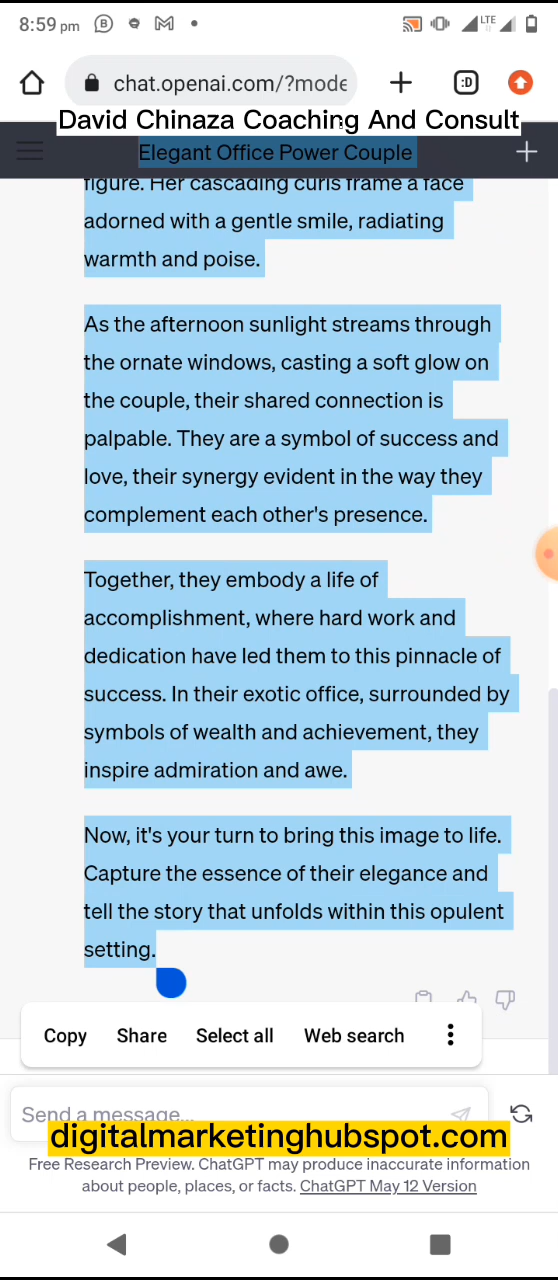 8:59 pm
LTE
chat.openai.com/?mode
:D
David Chinaza Coaching And Consult
Elegant Office Power Couple
figure. Her cascading curls frame a face
adorned with a gentle smile, radiating
warmth and poise.
As the afternoon sunlight streams through
the ornate windows, casting a soft glow on
the couple, their shared connection is
palpable. They are a symbol of success and
love, their synergy evident in the way they
complement each other's presence.
Together, they embody a life of
accomplishment, where hard work and
dedication have led them to this pinnacle of
success. In their exotic office, surrounded by
symbols of wealth and achievement, they
inspire admiration and awe.
Now, it's your turn to bring this image to life.
Capture the essence of their elegance and
tell the story that unfolds within this opulent
setting.
Copy Share Select all Web search
Send a message...
digitalmarketinghubspot.com
Free Research Preview. ChatGPT may produce inaccurate information
about people, places, or facts. ChatGPT May 12 Version